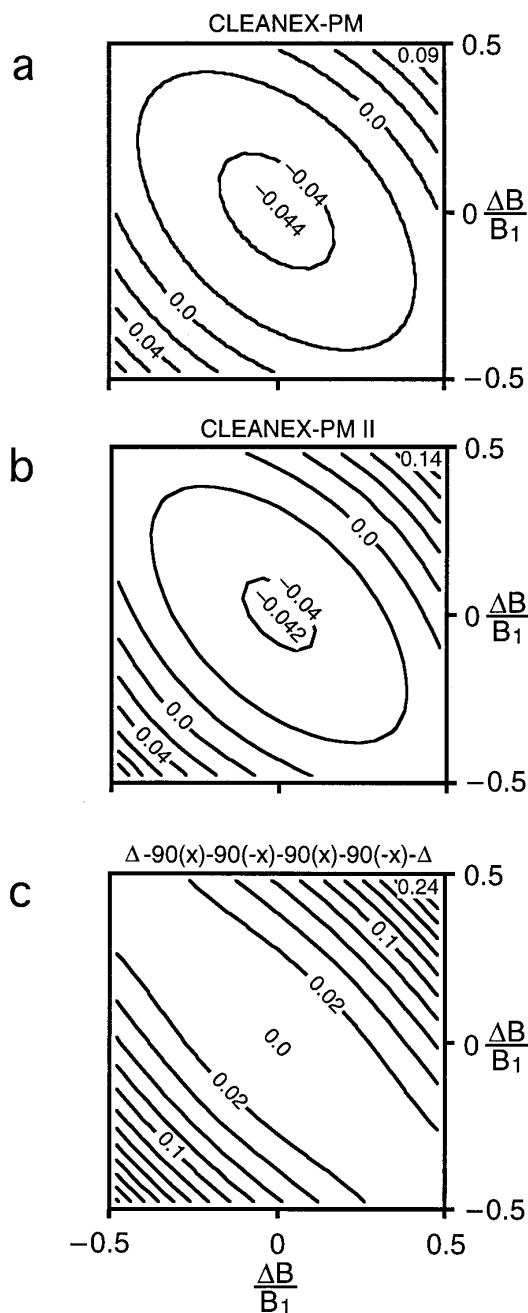 CLEANEX-PM
a
0.5
0.09
0.0
-0.04
-0.044
0 ΔB
B1
0.0
0.04
-0.5
CLEANEX-PM II
b
0.5
0.14
0.0
-0.04
-0.042
0 ΔB
B1
0.0
0.04
-0.5
Δ-90(x)-90(-x)-90(x)-90(-x)-Δ
c
0.5
0.24
0.1
0.02
0.0
0 ΔB
B1
0.02
0.1
-0.5
-0.5 0 0.5
ΔB
B1